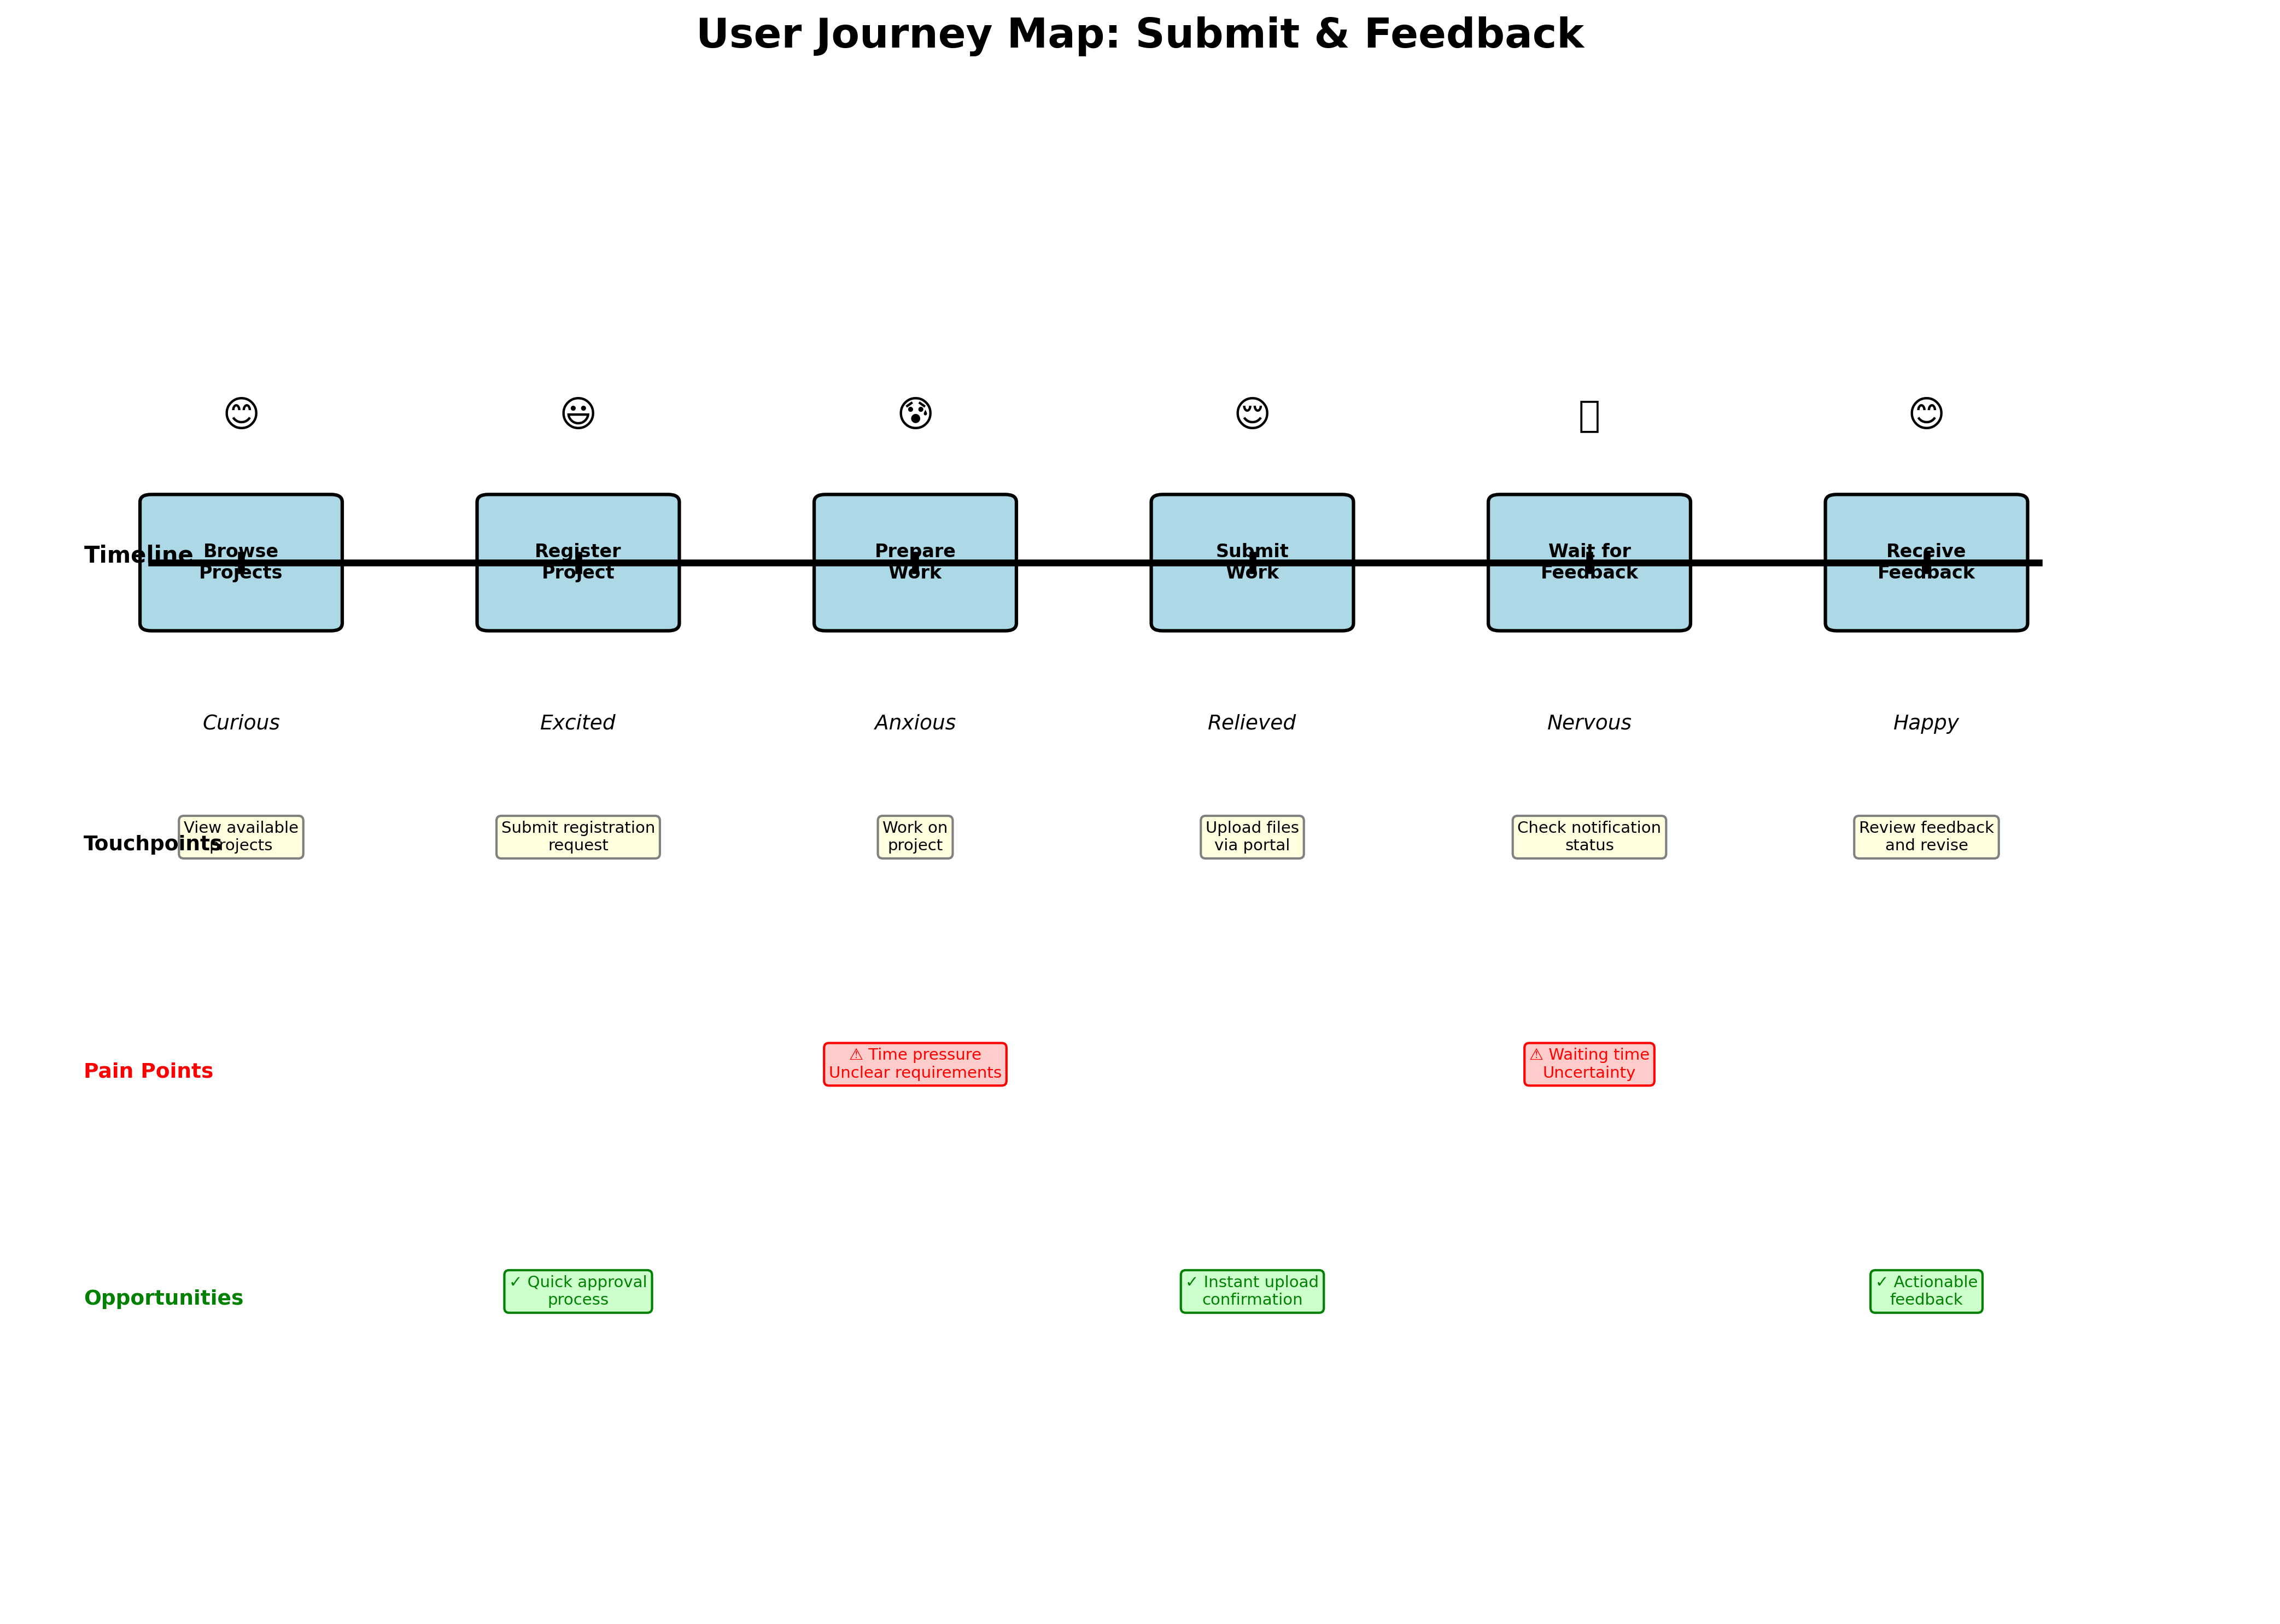 User Journey Map: Submit & Feedback
😊 😃 😰 😌 😊
Timeline
Browse
Projects
Register
Project
Prepare
Work
Submit
Work
Wait for
Feedback
Receive
Feedback
Curious
Excited
Anxious
Relieved
Nervous
Happy
Touchpoints
View available
projects
Submit registration
request
Work on
project
Upload files
via portal
Check notification
status
Review feedback
and revise
Pain Points
⚠ Time pressure
Unclear requirements
⚠ Waiting time
Uncertainty
Opportunities
✓ Quick approval
process
✓ Instant upload
confirmation
✓ Actionable
feedback